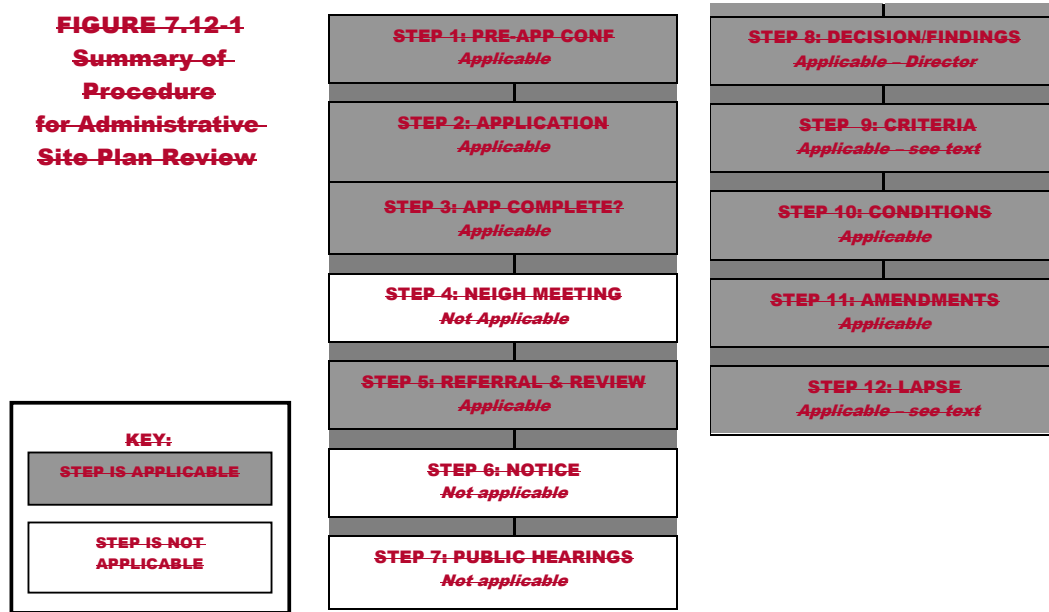 FIGURE 7.12-1
Summary of
Procedure
for Administrative
Site Plan Review
STEP 1: PRE-APP CONF
Applicable
STEP 2: APPLICATION
Applicable
STEP 3: APP COMPLETE?
Applicable
STEP 4: NEIGH MEETING
Not Applicable
STEP 5: REFERRAL & REVIEW
Applicable
STEP 6: NOTICE
Not applicable
STEP 7: PUBLIC HEARINGS
Not applicable
STEP 8: DECISION/FINDINGS
Applicable – Director
STEP 9: CRITERIA
Applicable – see text
STEP 10: CONDITIONS
Applicable
STEP 11: AMENDMENTS
Applicable
STEP 12: LAPSE
Applicable – see text
KEY:
STEP IS APPLICABLE
STEP IS NOT
APPLICABLE